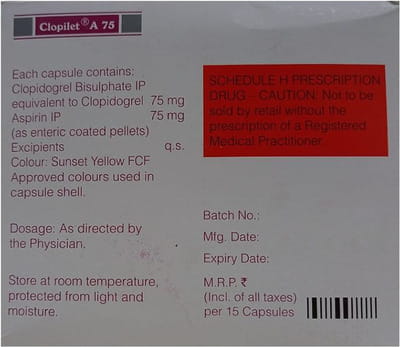 Clopilet® A 75
Each capsule contains:
Clopidogrel Bisulphate IP
equivalent to Clopidogrel 75 mg
Aspirin IP 75 mg
(as enteric coated pellets)
Excipients q.s.
Colour: Sunset Yellow FCF
Approved colours used in
capsule shell.
Dosage: As directed by
the Physician.
Store at room temperature,
protected from light and
moisture.
SCHEDULE H PRESCRIPTION
DRUG – CAUTION: Not to be
sold by retail without the
prescription of a Registered
Medical Practitioner.
Batch No.:
Mfg. Date:
Expiry Date:
M.R.P. ₹
(Incl. of all taxes)
per 15 Capsules